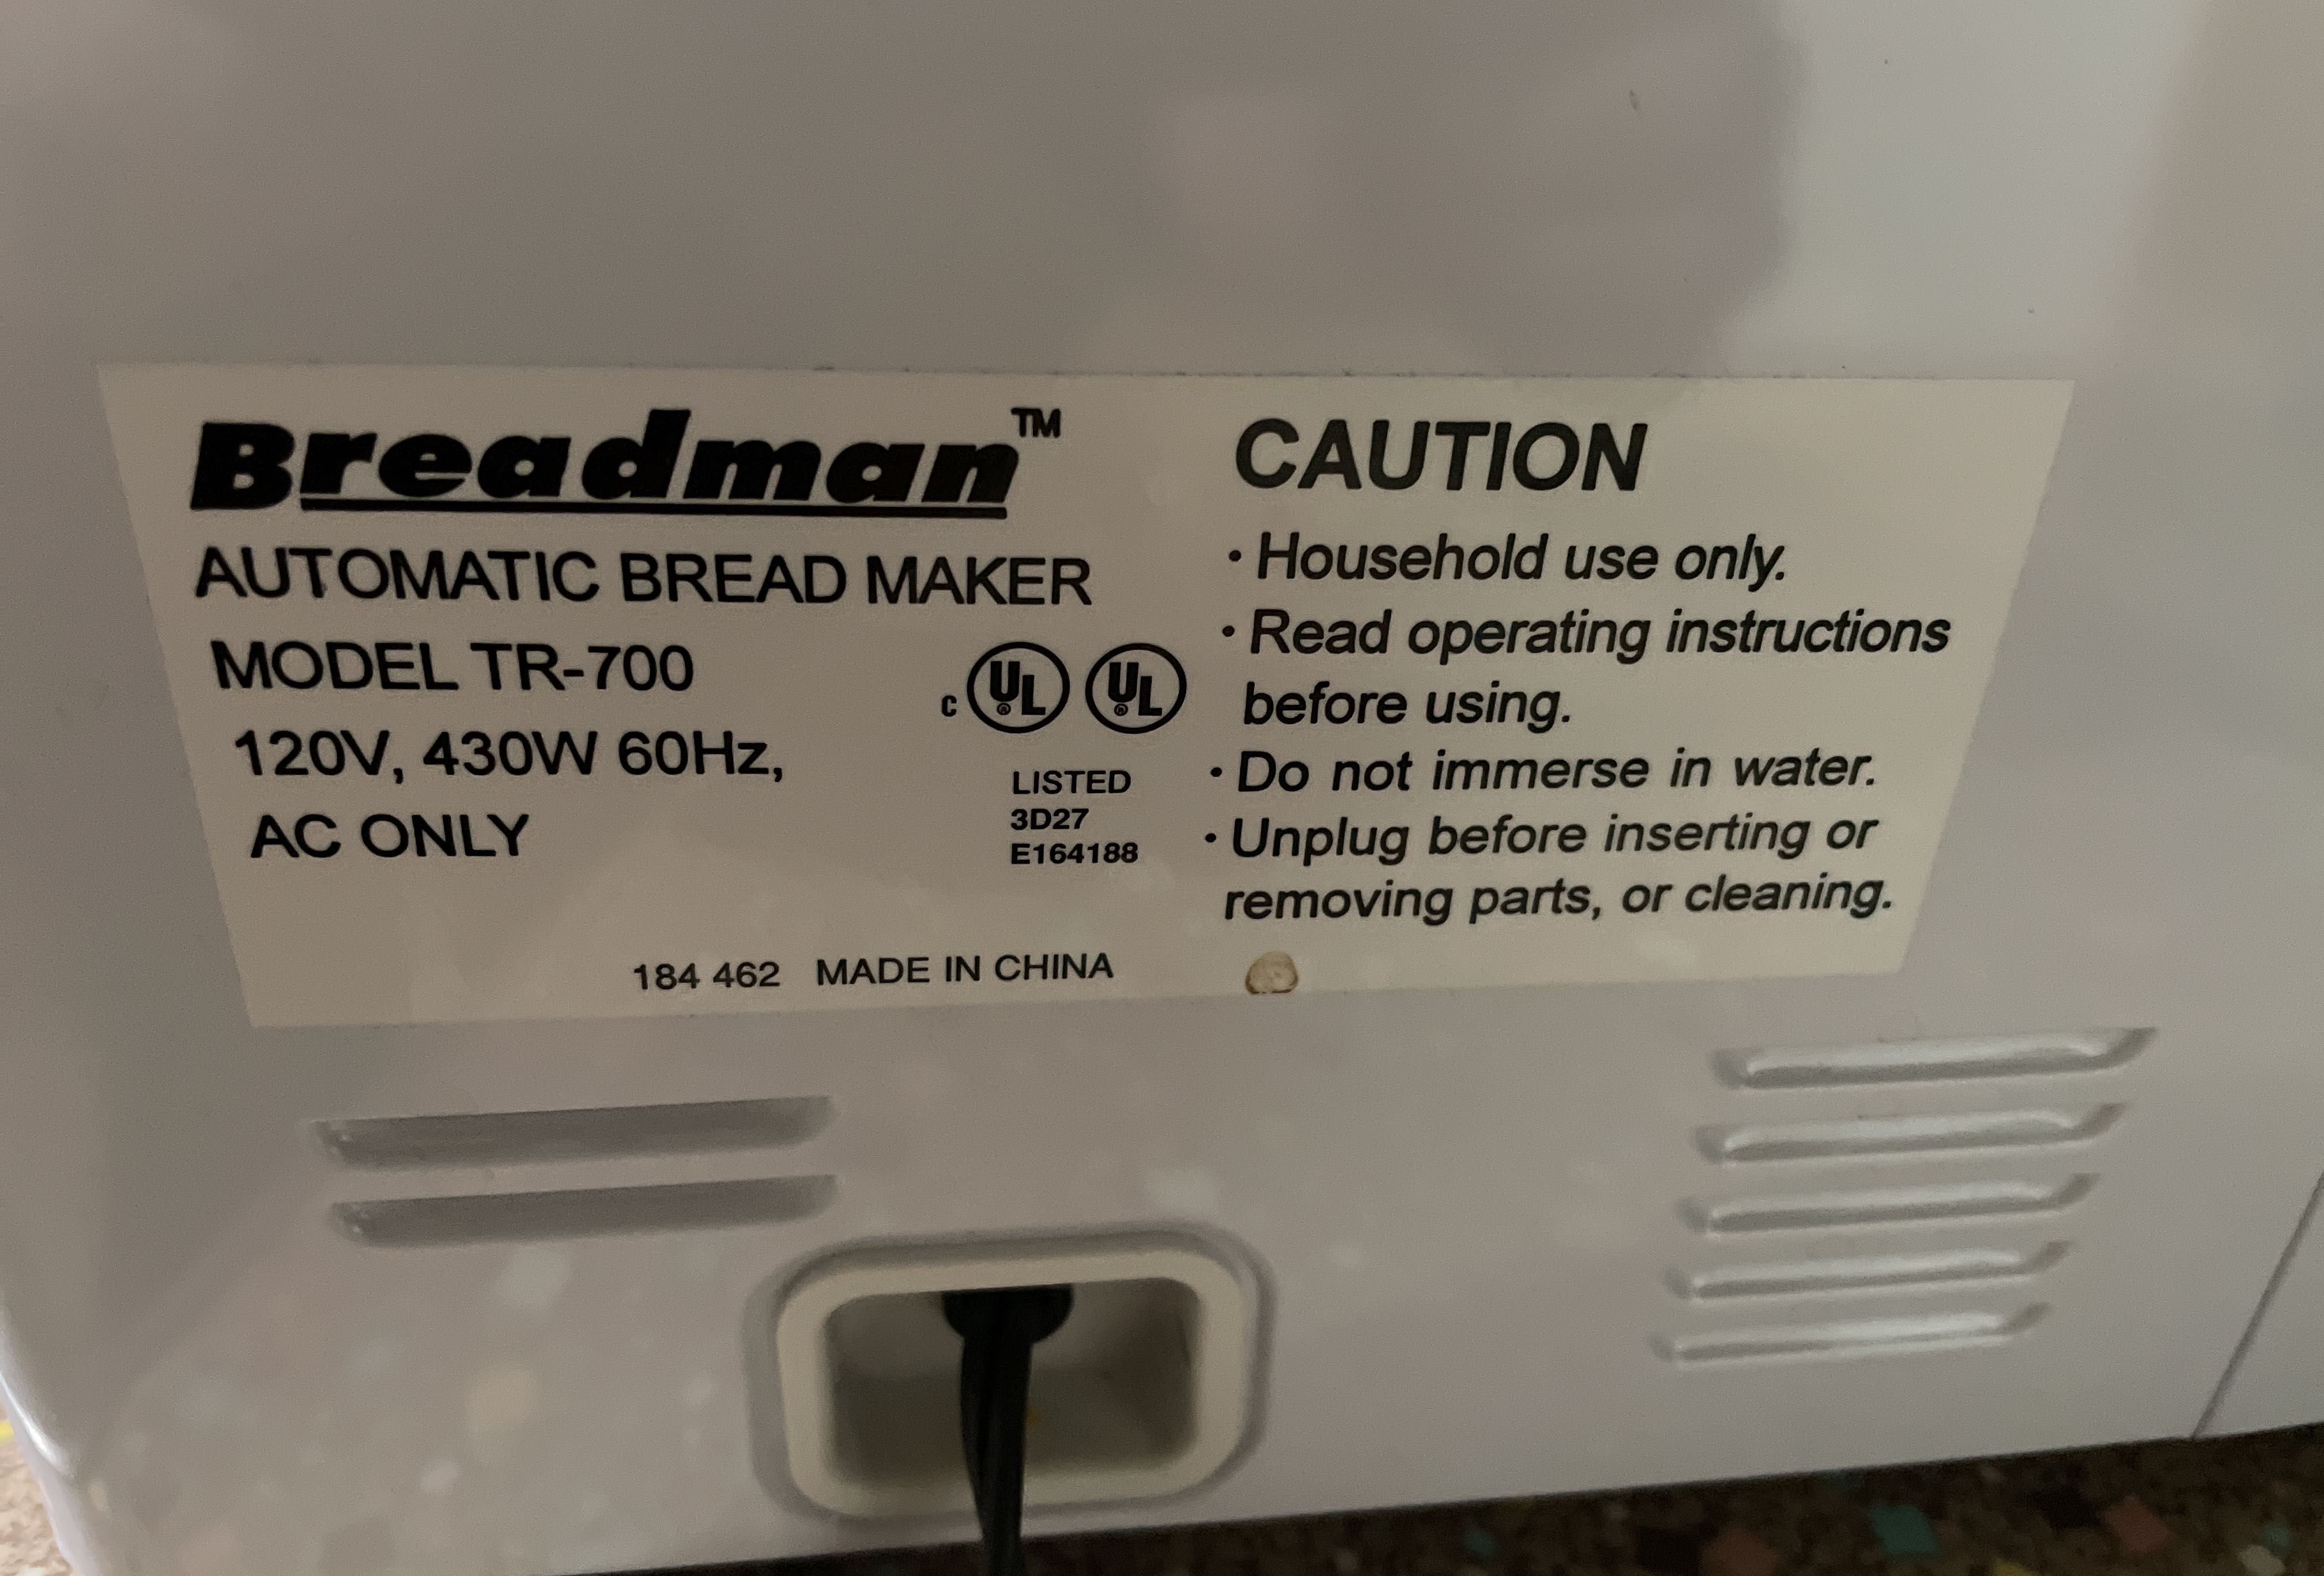 Breadman™
AUTOMATIC BREAD MAKER
MODEL TR-700
120V, 430W 60Hz,
AC ONLY
c UL® UL®
LISTED
3D27
E164188
184 462 MADE IN CHINA
CAUTION
· Household use only.
· Read operating instructions
before using.
· Do not immerse in water.
· Unplug before inserting or
removing parts, or cleaning.